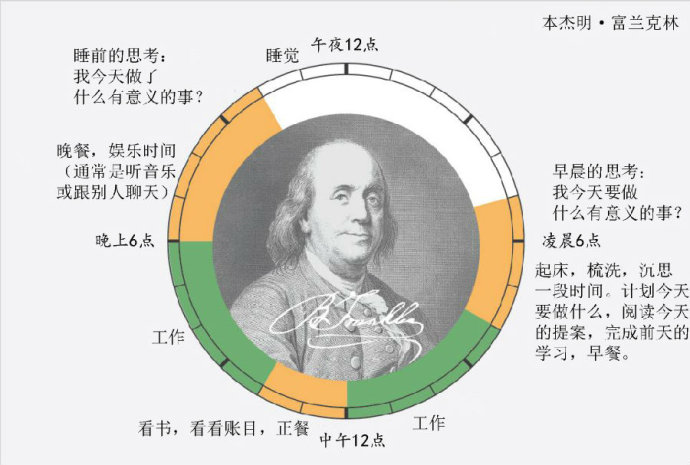 本杰明·富兰克林
午夜12点
睡觉
睡前的思考：
我今天做了
什么有意义的事？
晚餐，娱乐时间
（通常是听音乐
或跟别人聊天）
早晨的思考：
我今天要做
什么有意义的事？
晚上6点
凌晨6点
起床，梳洗，沉思
一段时间。计划今天
要做什么，阅读今天
的提案，完成前天的
学习，早餐。
工作
工作
看书，看看账目，正餐
中午12点
B Franklin